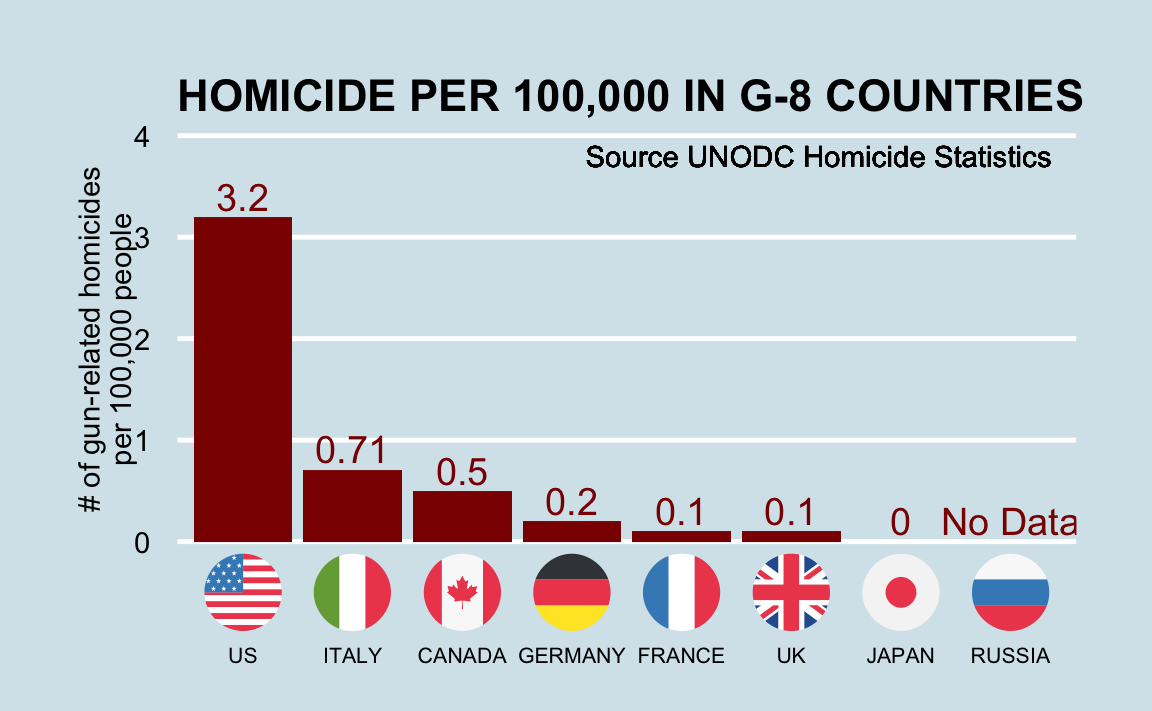 HOMICIDE PER 100,000 IN G-8 COUNTRIES
Source UNODC Homicide Statistics
# of gun-related homicides
per 100,000 people
4
3
2
1
0
3.2
0.71
0.5
0.2
0.1
0.1
0
No Data
US
ITALY
CANADA
GERMANY
FRANCE
UK
JAPAN
RUSSIA